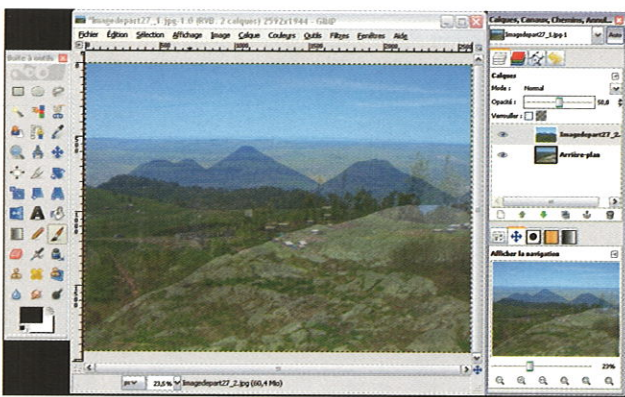 *Imagedepart27_1.jpg-1.0 (RVB, 2 calques) 2592x1944 – GIMP
Fichier Édition Sélection Affichage Image Calque Couleurs Outils Filtres Fenêtres Aide
Boîte à outils
px 23,5% Imagedepart27_2.jpg (60,4 Mio)
Calques, Canaux, Chemins, Annul...
Imagedepart27_1.jpg-1 Auto
Calques
Mode : Normal
Opacité : 50,0
Verrouiller :
Imagedepart27_2.
Arrière-plan
Afficher la navigation
23%